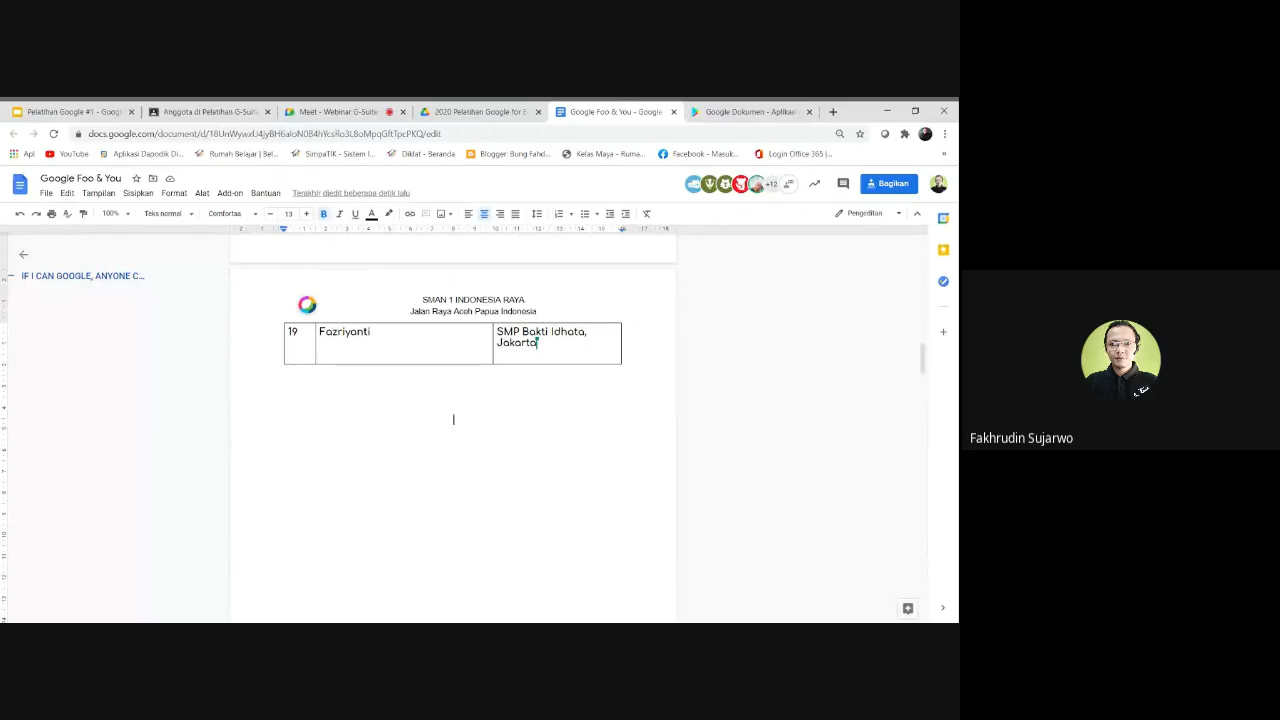 Pelatihan Google #1 - Googl
Anggota di Pelatihan G-Suite
Meet - Webinar G-Suite
2020 Pelatihan Google for E
Google Foo & You - Google
Google Dokumen - Aplikasi
docs.google.com/document/d/18UnWywxU4jyBH6aIoN084hYcsRo3L8oMpqGftTpcPKQ/edit
Apl
YouTube
Aplikasi Dapodik Di...
Rumah Belajar | Bel...
SimpaTIK - Sistem I...
Diklat - Beranda
Blogger: Bung Fahd...
Kelas Maya - Ruma...
Facebook - Masuk...
Login Office 365 |...
Google Foo & You
File Edit Tampilan Sisipkan Format Alat Add-on Bantuan
Terakhir diedit beberapa detik lalu
+12
Bagikan
100%
Teks normal
Comfortaa
13
Pengeditan
IF I CAN GOOGLE, ANYONE C...
SMAN 1 INDONESIA RAYA
Jalan Raya Aceh Papua Indonesia
19 Fazriyanti SMP Bakti Idhata,
Jakarta
Fakhrudin Sujarwo